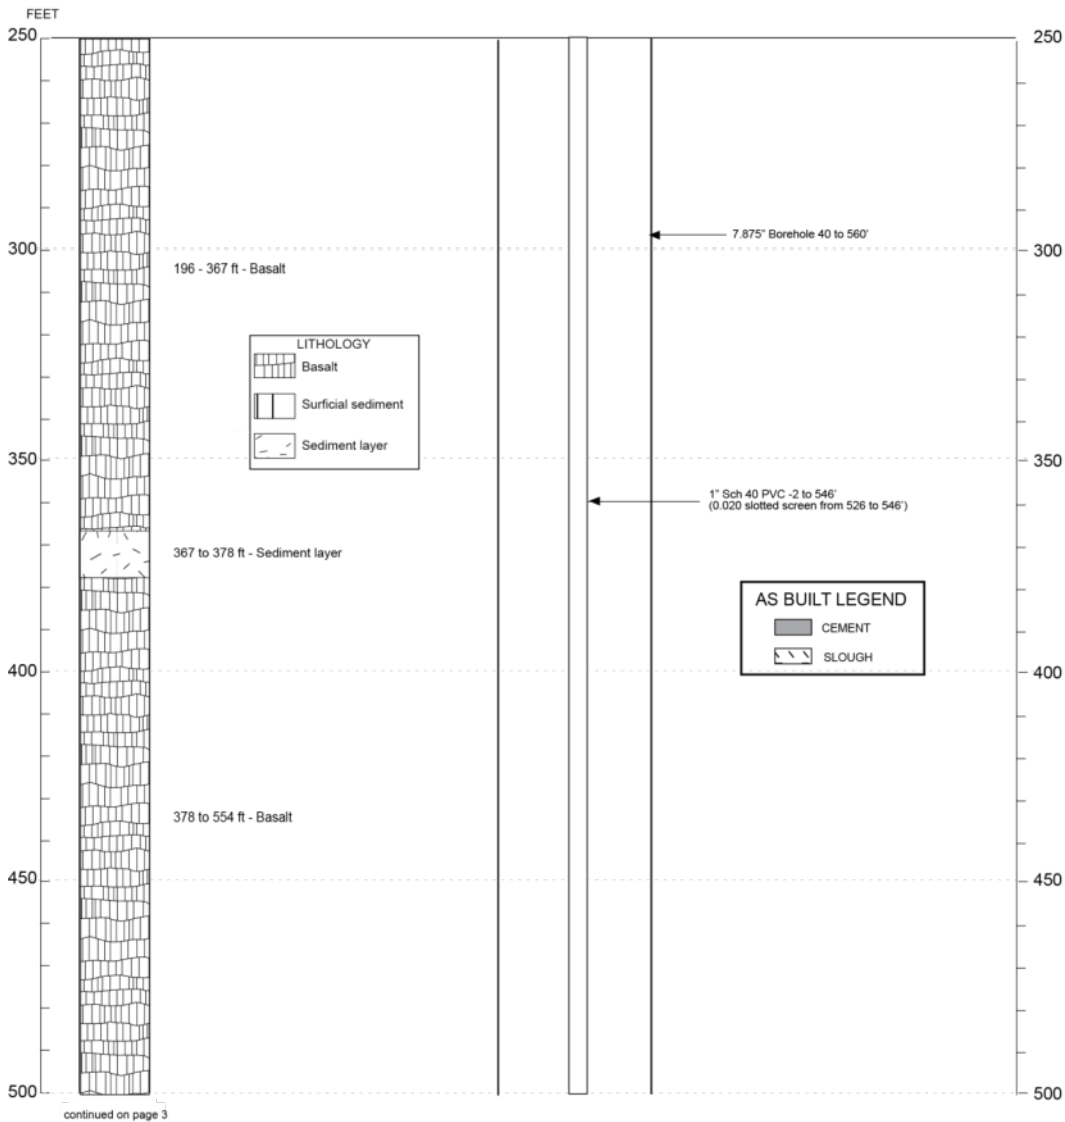 FEET
250
250
7.875" Borehole 40 to 560'
300
300
196 - 367 ft - Basalt
LITHOLOGY
Basalt
Surficial sediment
Sediment layer
350
350
1" Sch 40 PVC -2 to 546'
(0.020 slotted screen from 526 to 546')
367 to 378 ft - Sediment layer
AS BUILT LEGEND
CEMENT
SLOUGH
400
400
378 to 554 ft - Basalt
450
450
500
500
continued on page 3